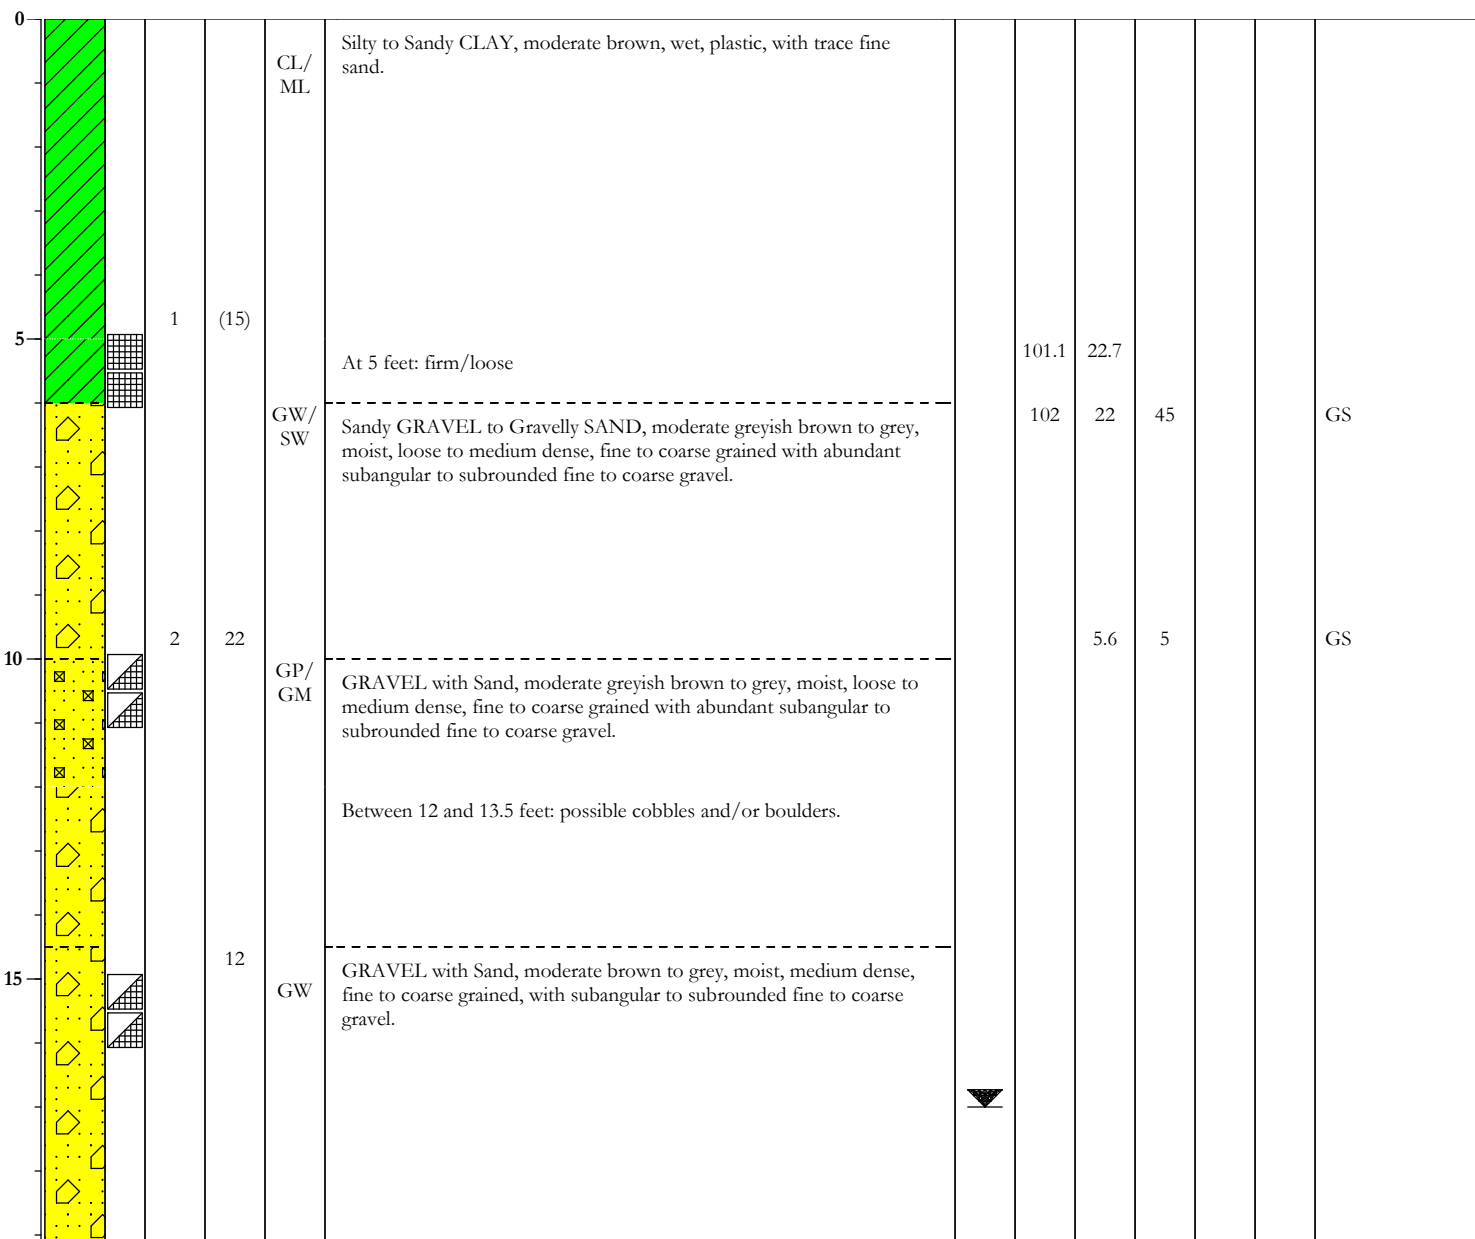 0
CL/
ML
Silty to Sandy CLAY, moderate brown, wet, plastic, with trace fine
sand.
1 (15)
5
At 5 feet: firm/loose
101.1 22.7
GW/
SW
Sandy GRAVEL to Gravelly SAND, moderate greyish brown to grey,
moist, loose to medium dense, fine to coarse grained with abundant
subangular to subrounded fine to coarse gravel.
102 22 45 GS
2 22 5.6 5 GS
10
GP/
GM
GRAVEL with Sand, moderate greyish brown to grey, moist, loose to
medium dense, fine to coarse grained with abundant subangular to
subrounded fine to coarse gravel.
Between 12 and 13.5 feet: possible cobbles and/or boulders.
12
15
GW
GRAVEL with Sand, moderate brown to grey, moist, medium dense,
fine to coarse grained, with subangular to subrounded fine to coarse
gravel.